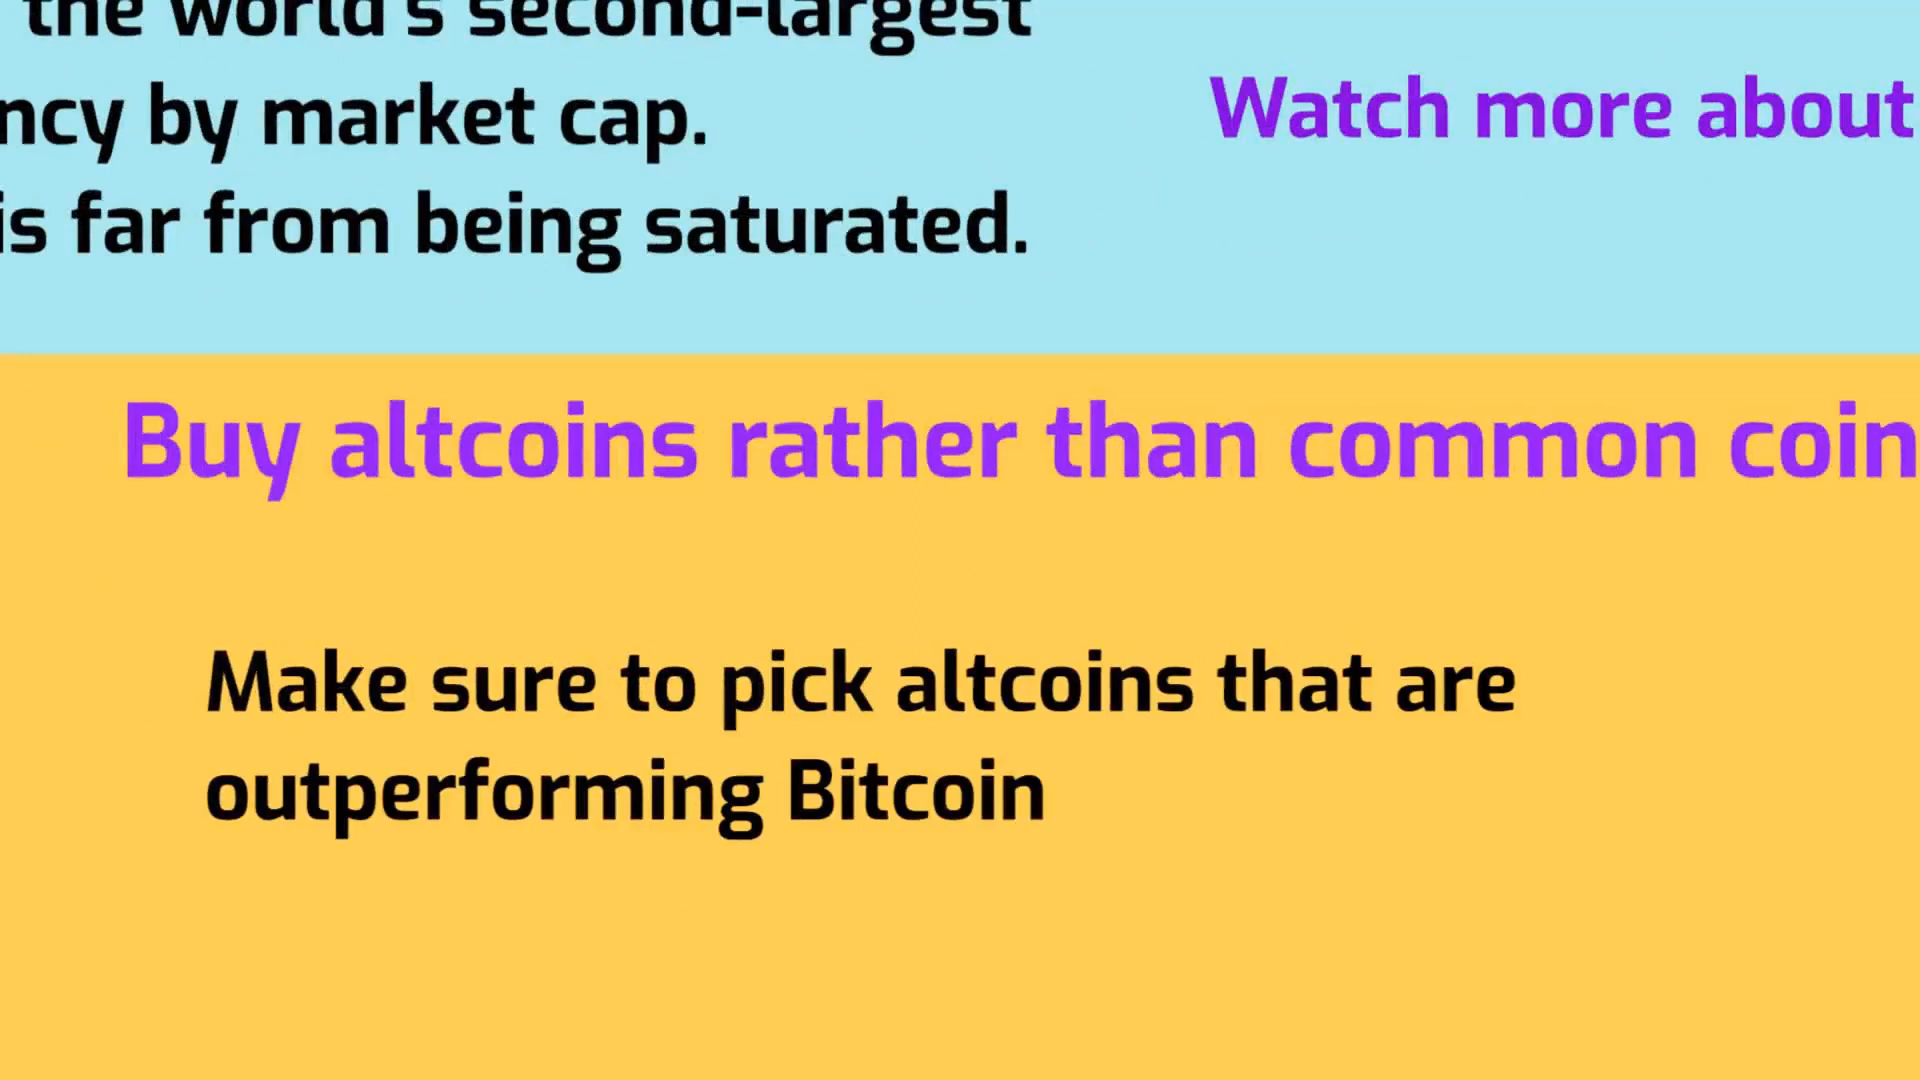 the world's second-largest
ncy by market cap.
is far from being saturated.
Watch more about
Buy altcoins rather than common coin
Make sure to pick altcoins that are
outperforming Bitcoin